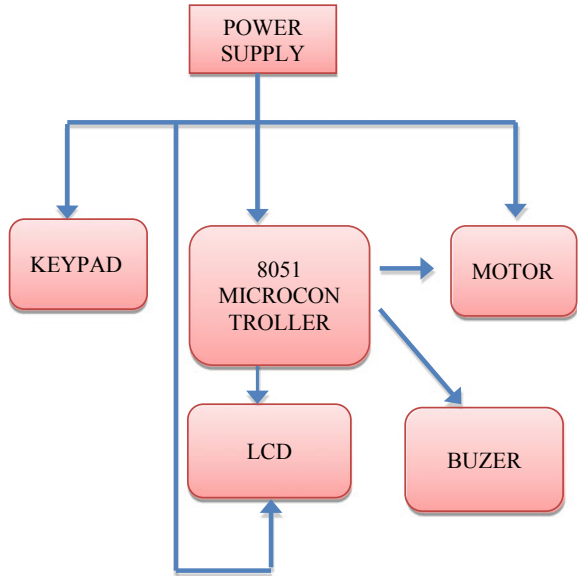 POWER
SUPPLY
KEYPAD
8051
MICROCON
TROLLER
MOTOR
LCD
BUZER